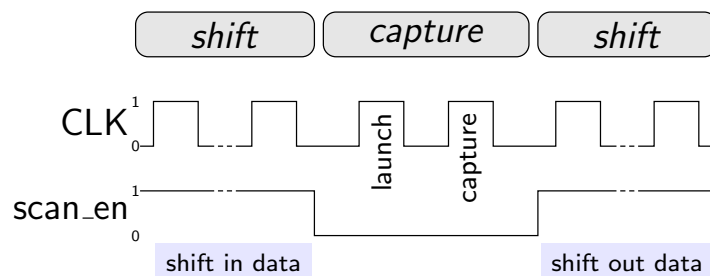 shift capture shift
1
CLK
0
launch
capture
1
scan_en
0
shift in data shift out data